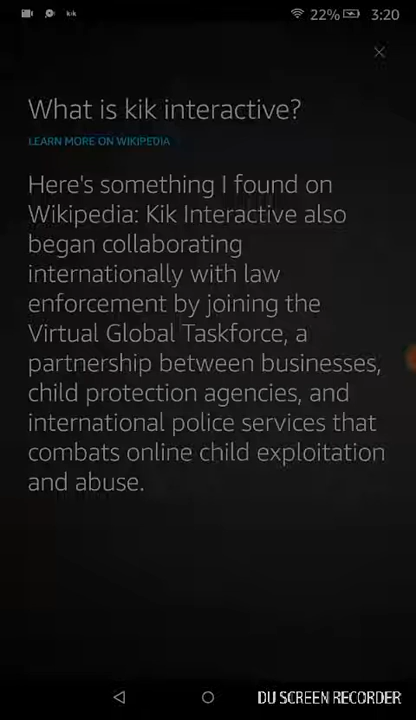 kik 22% 3:20
What is kik interactive?
LEARN MORE ON WIKIPEDIA
Here's something I found on
Wikipedia: Kik Interactive also
began collaborating
internationally with law
enforcement by joining the
Virtual Global Taskforce, a
partnership between businesses,
child protection agencies, and
international police services that
combats online child exploitation
and abuse.
DU SCREEN RECORDER